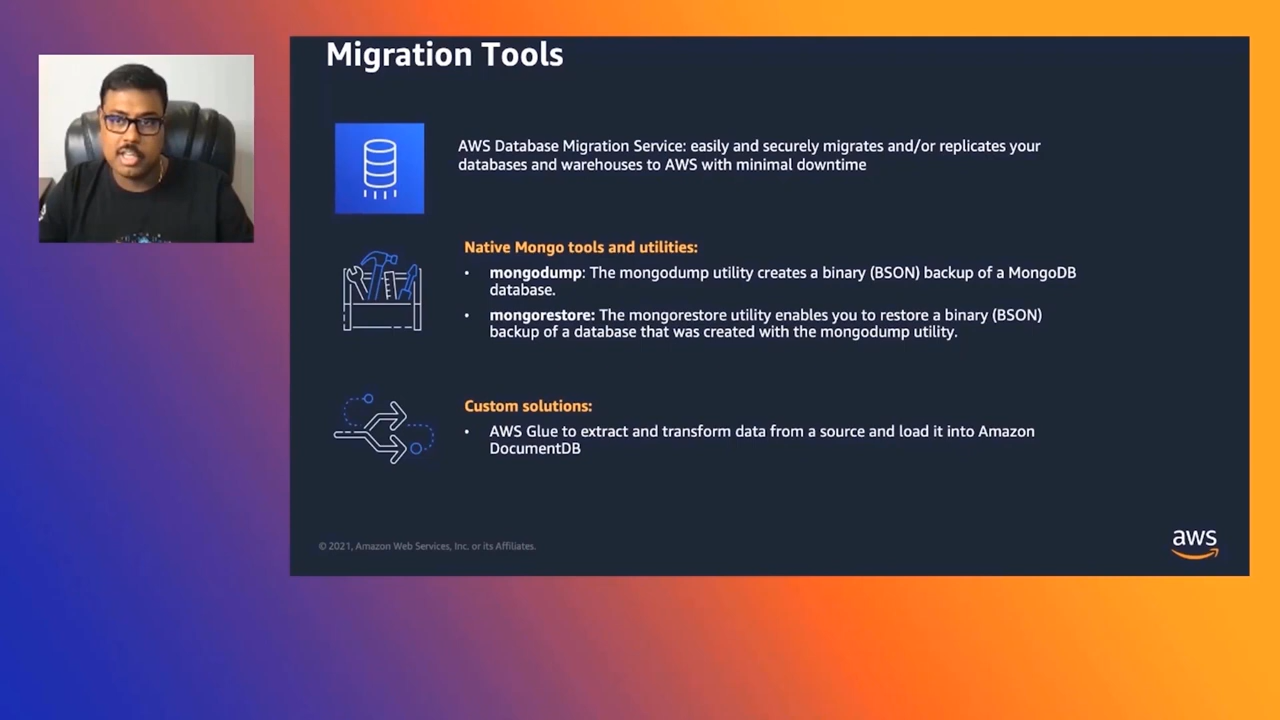 Migration Tools
AWS Database Migration Service: easily and securely migrates and/or replicates your
databases and warehouses to AWS with minimal downtime
Native Mongo tools and utilities:
• mongodump: The mongodump utility creates a binary (BSON) backup of a MongoDB
database.
• mongorestore: The mongorestore utility enables you to restore a binary (BSON)
backup of a database that was created with the mongodump utility.
Custom solutions:
• AWS Glue to extract and transform data from a source and load it into Amazon
DocumentDB
© 2021, Amazon Web Services, Inc. or its Affiliates.
aws